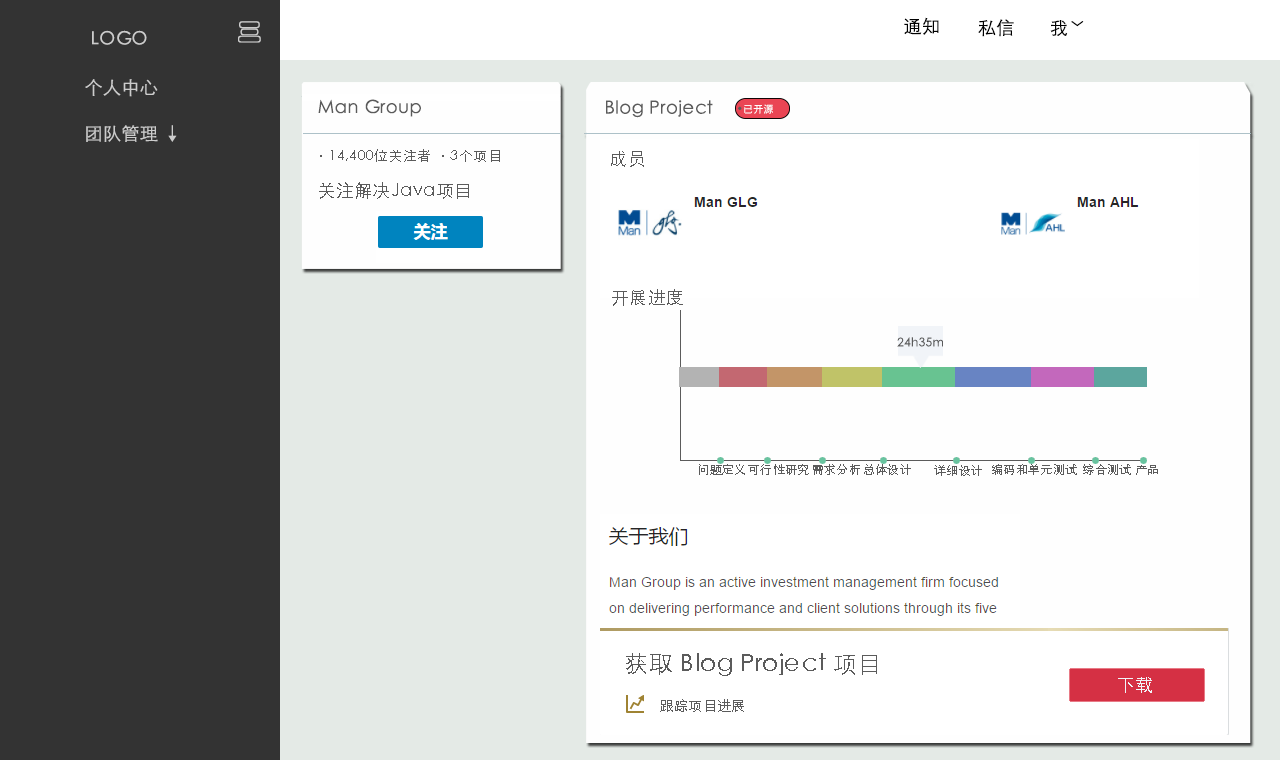 LOGO
个人中心
团队管理 ↓
通知 私信 我
Man Group
· 14,400位关注者 · 3个项目
关注解决Java项目
关注
Blog Project 已开源
成员
Man GLG
Man
glg.
Man AHL
Man AHL
开展进度
24h35m
问题定义 可行性研究 需求分析 总体设计 详细设计 编码和单元测试 综合测试 产品
关于我们
Man Group is an active investment management firm focused
on delivering performance and client solutions through its five
获取 Blog Project 项目
跟踪项目进展
下载